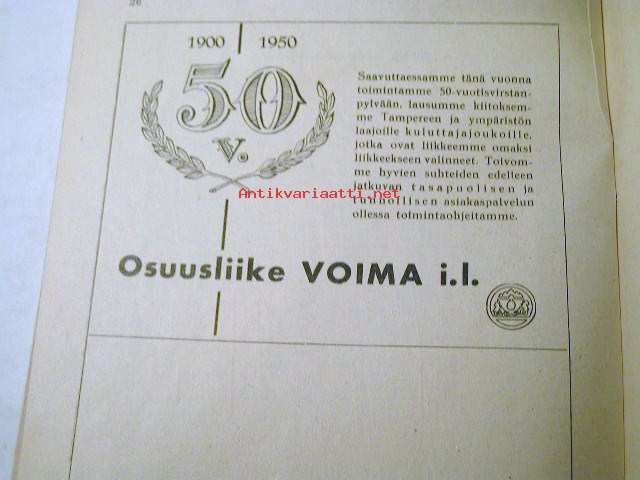 26
1900 1950
50
v.
Saavuttaessamme tänä vuonna
toimintamme 50-vuotisvirstan-
pylvään, lausumme kiitoksem-
me Tampereen ja ympäristön
laajoille kuluttajajoukoille,
jotka ovat liikkeemme omaksi
liikkeekseen valinneet. Toivom-
me hyvien suhteiden edelleen
jatkuvan tasapuolisen ja
tunnollisen asiakaspalvelun
ollessa toimintaohjeitamme.
Antikvariaatti.net
Osuusliike VOIMA i.l.